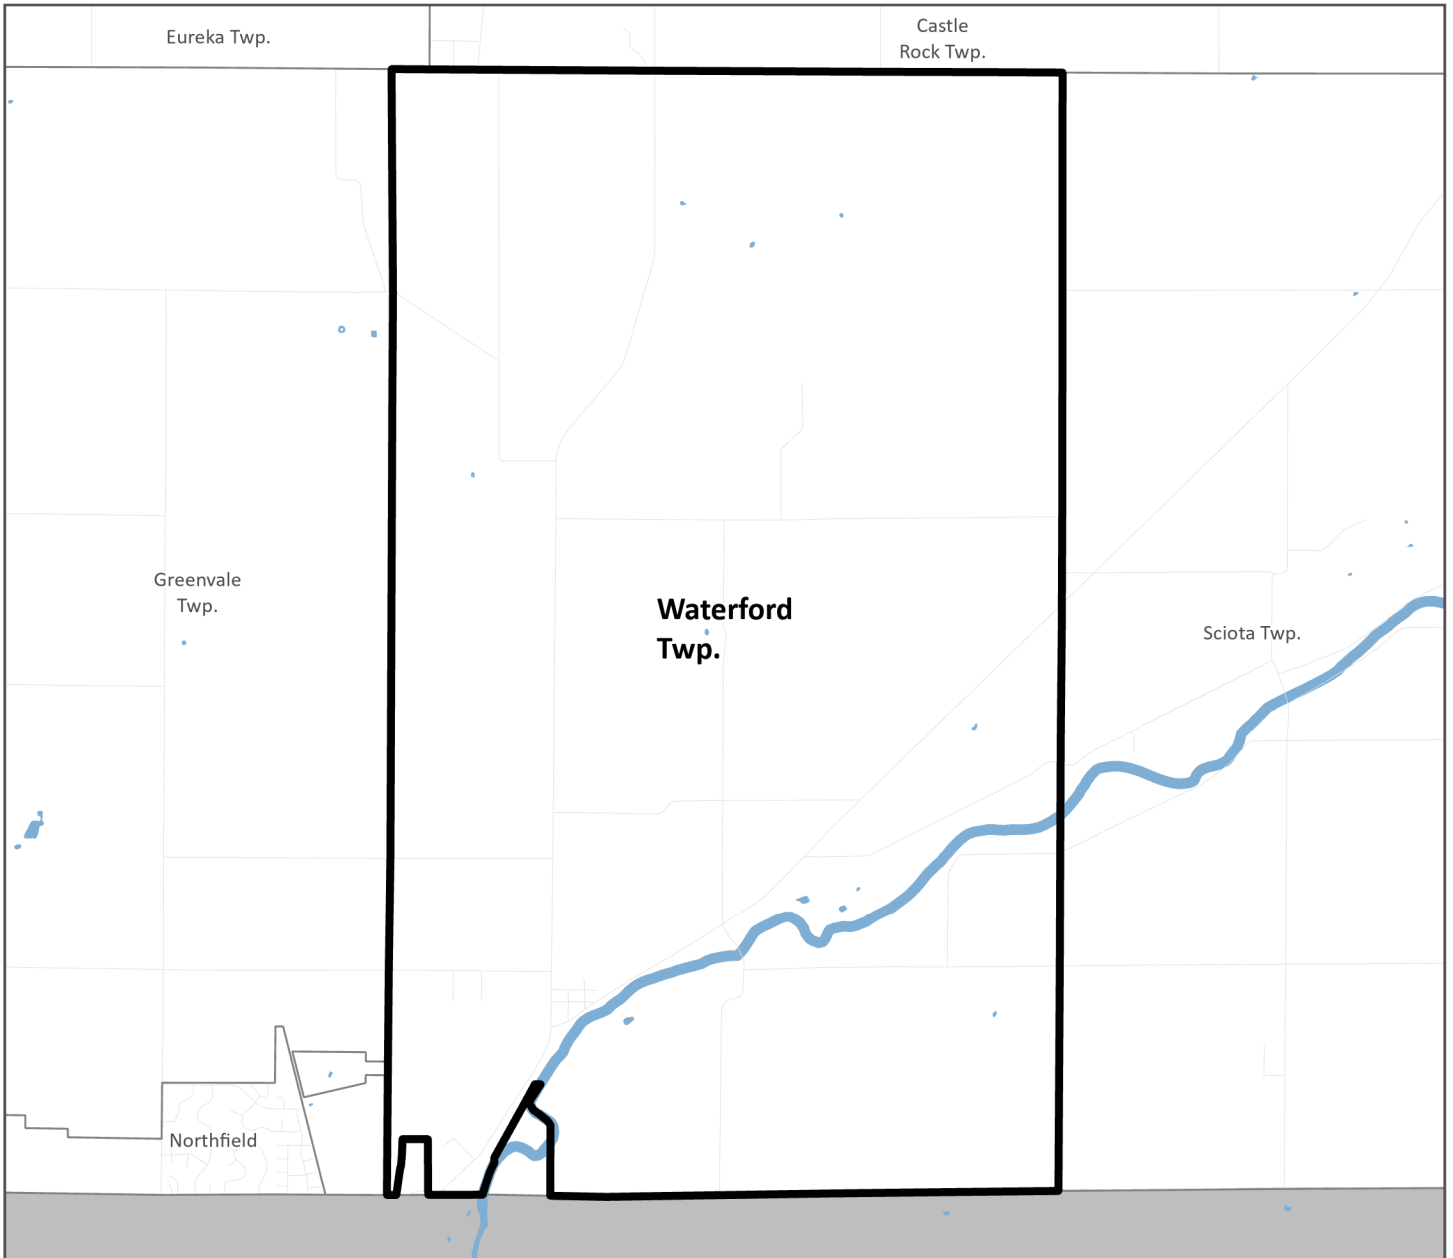 Eureka Twp.
Castle
Rock Twp.
Greenvale
Twp.
Waterford
Twp.
Sciota Twp.
Northfield